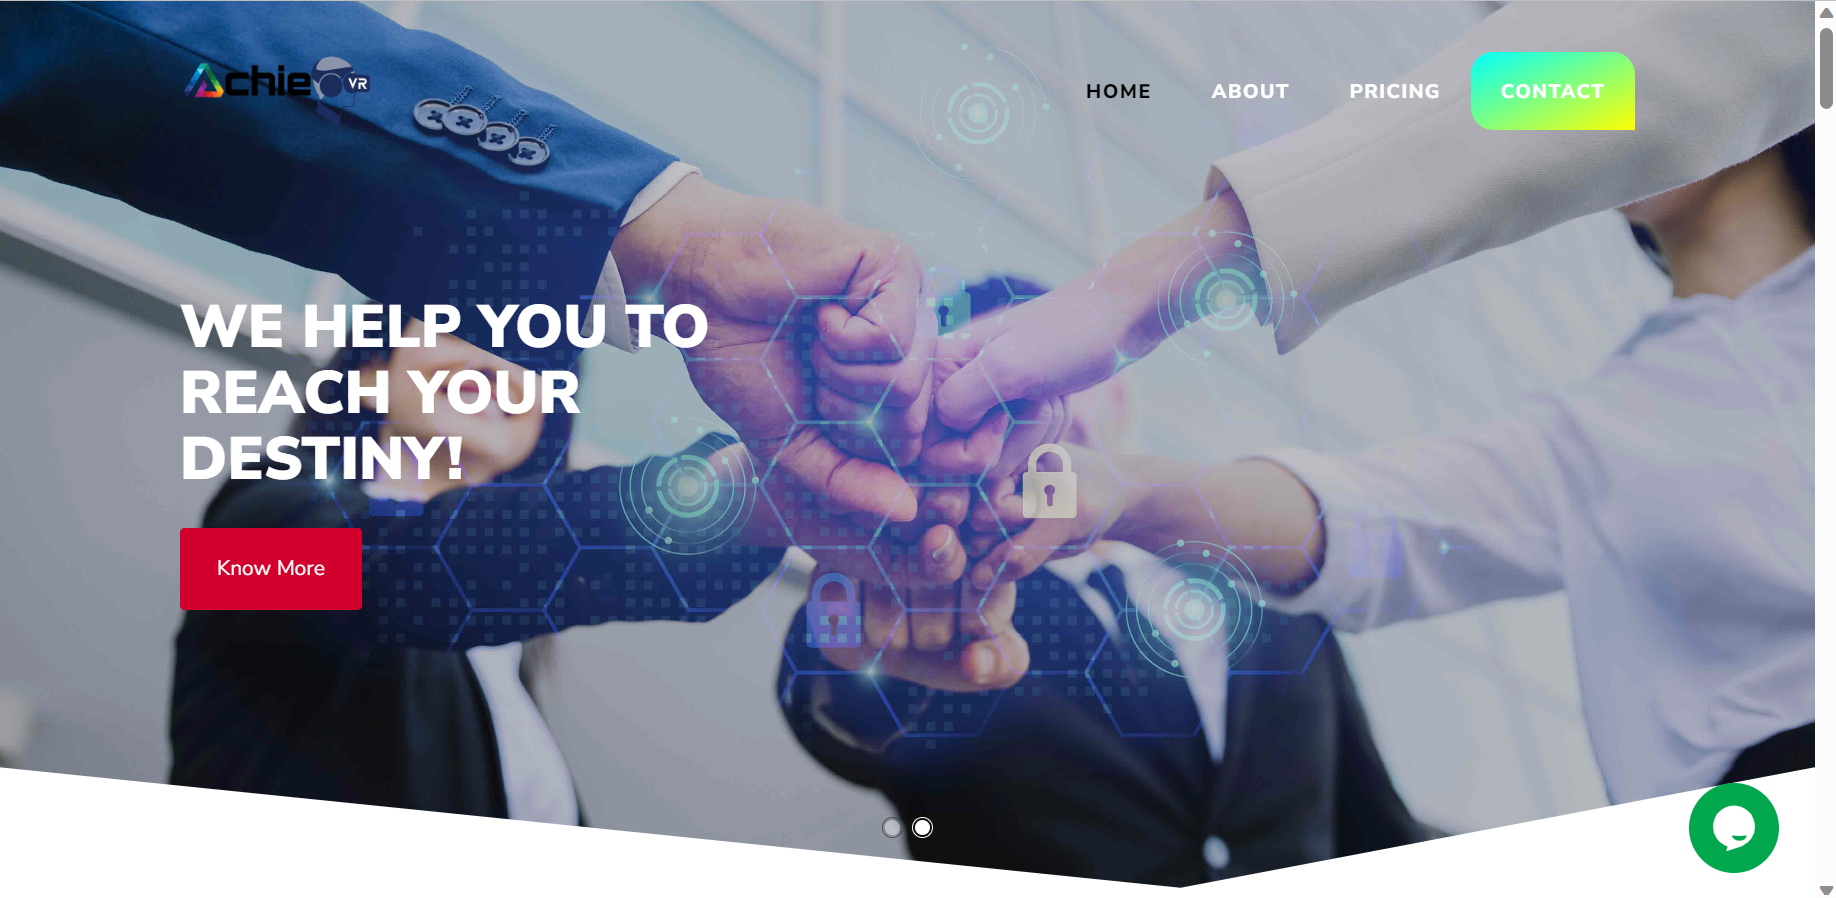 Achie VR
HOME
ABOUT
PRICING
CONTACT
WE HELP YOU TO
REACH YOUR
DESTINY!
Know More